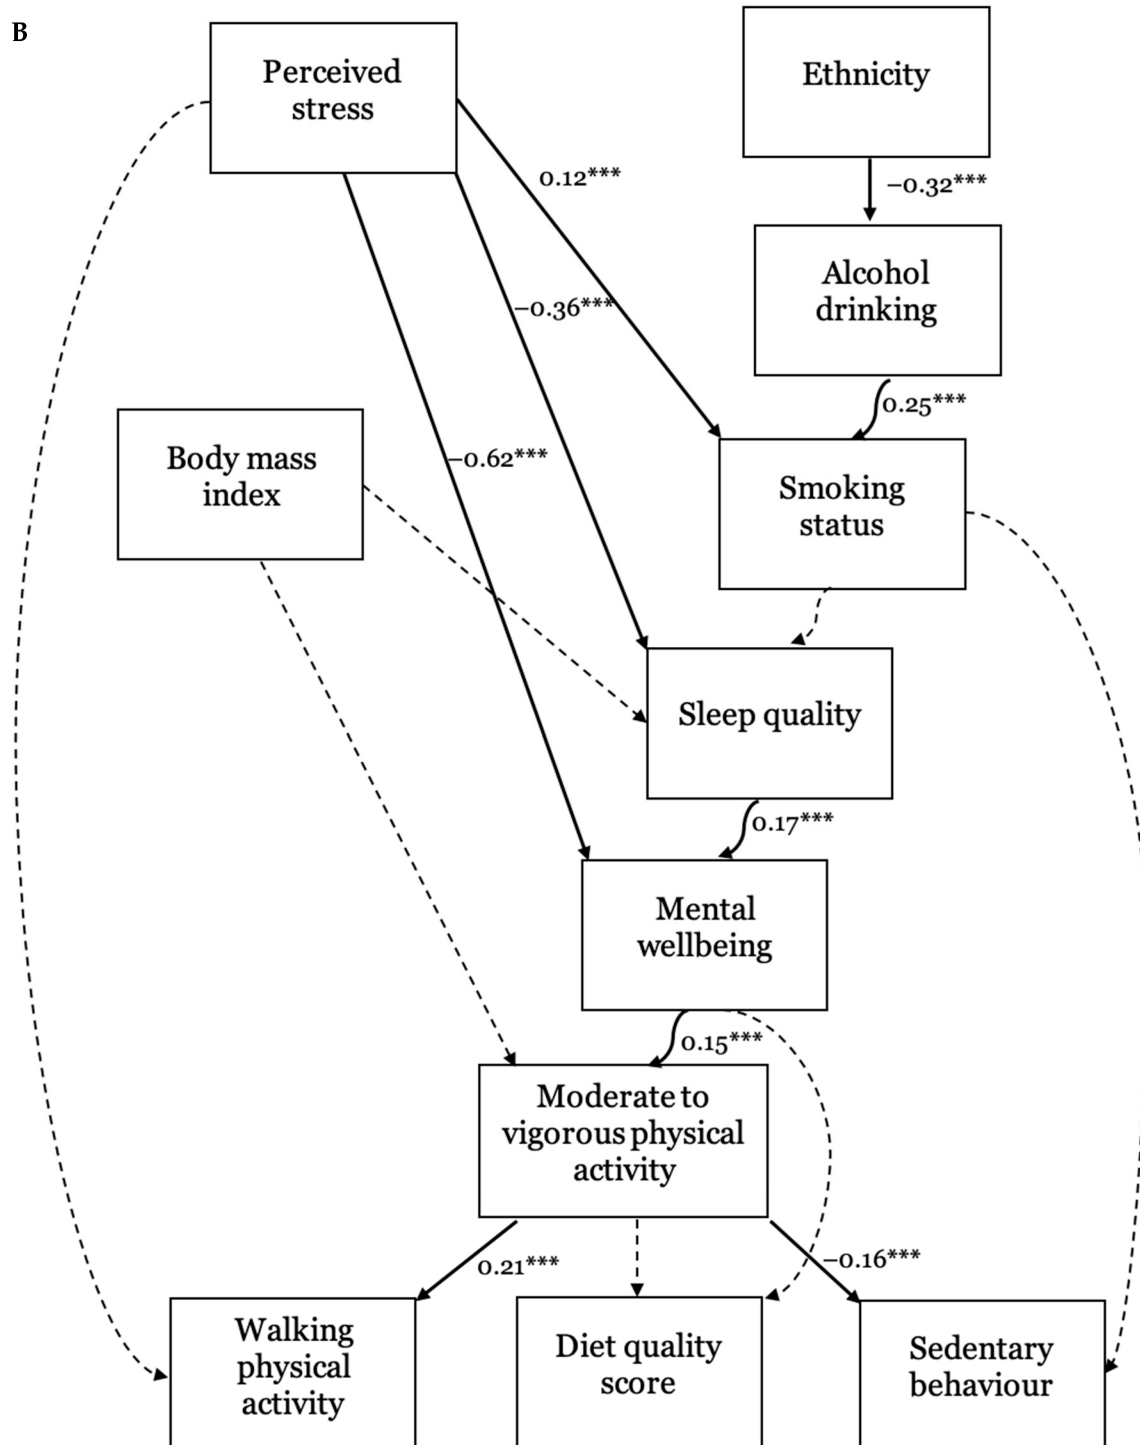 B
Perceived
stress
Ethnicity
0.12***
−0.32***
Alcohol
drinking
−0.36***
0.25***
Body mass
index
−0.62***
Smoking
status
Sleep quality
0.17***
Mental
wellbeing
0.15***
Moderate to
vigorous physical
activity
0.21***
−0.16***
Walking
physical
activity
Diet quality
score
Sedentary
behaviour